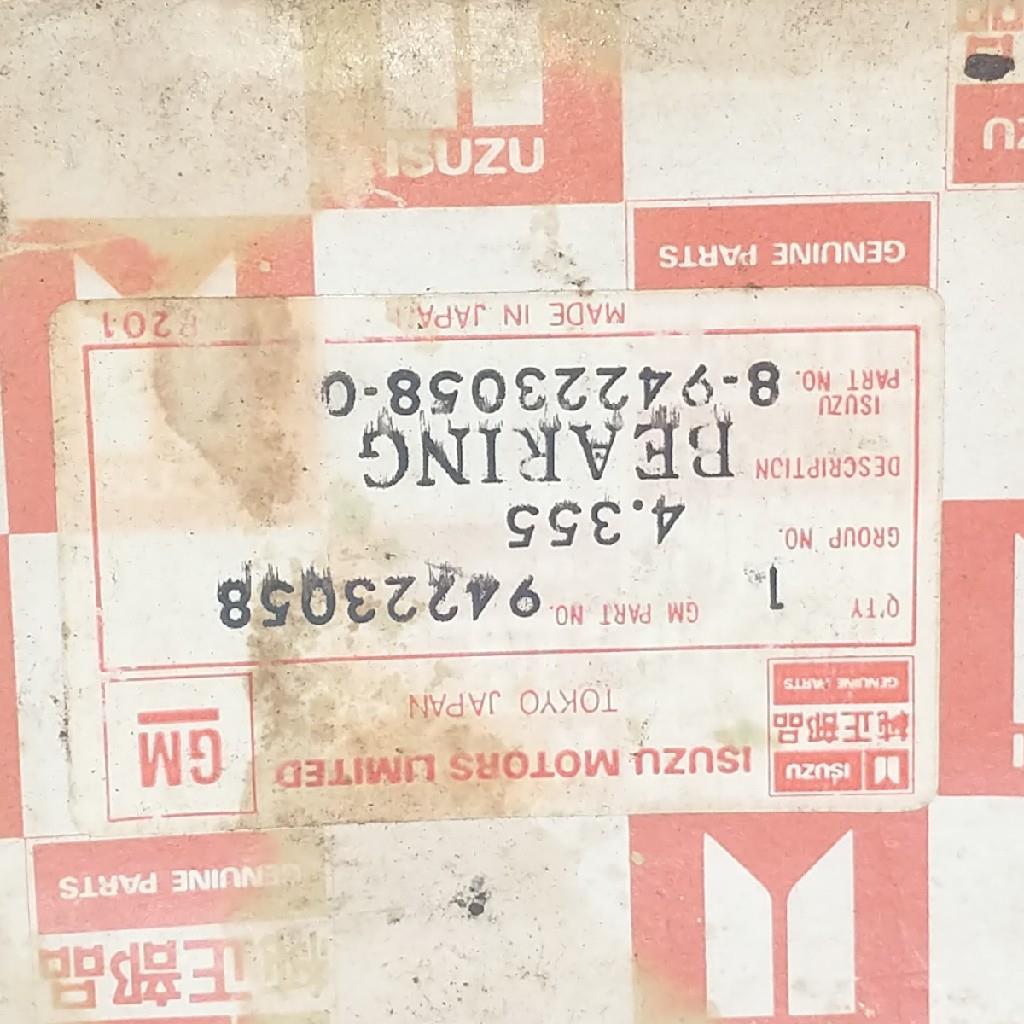 ISUZU
純正部品
GENUINE PARTS
ISUZU MOTORS LIMITED
TOKYO JAPAN
GM
Q'TY 1 GM PART NO. 94223058
GROUP NO. 4.355
DESCRIPTION BEARING
ISUZU PART NO. 8-94223058-0
MADE IN JAPAN
ISUZU
GENUINE PARTS
GENUINE PARTS
純正部品